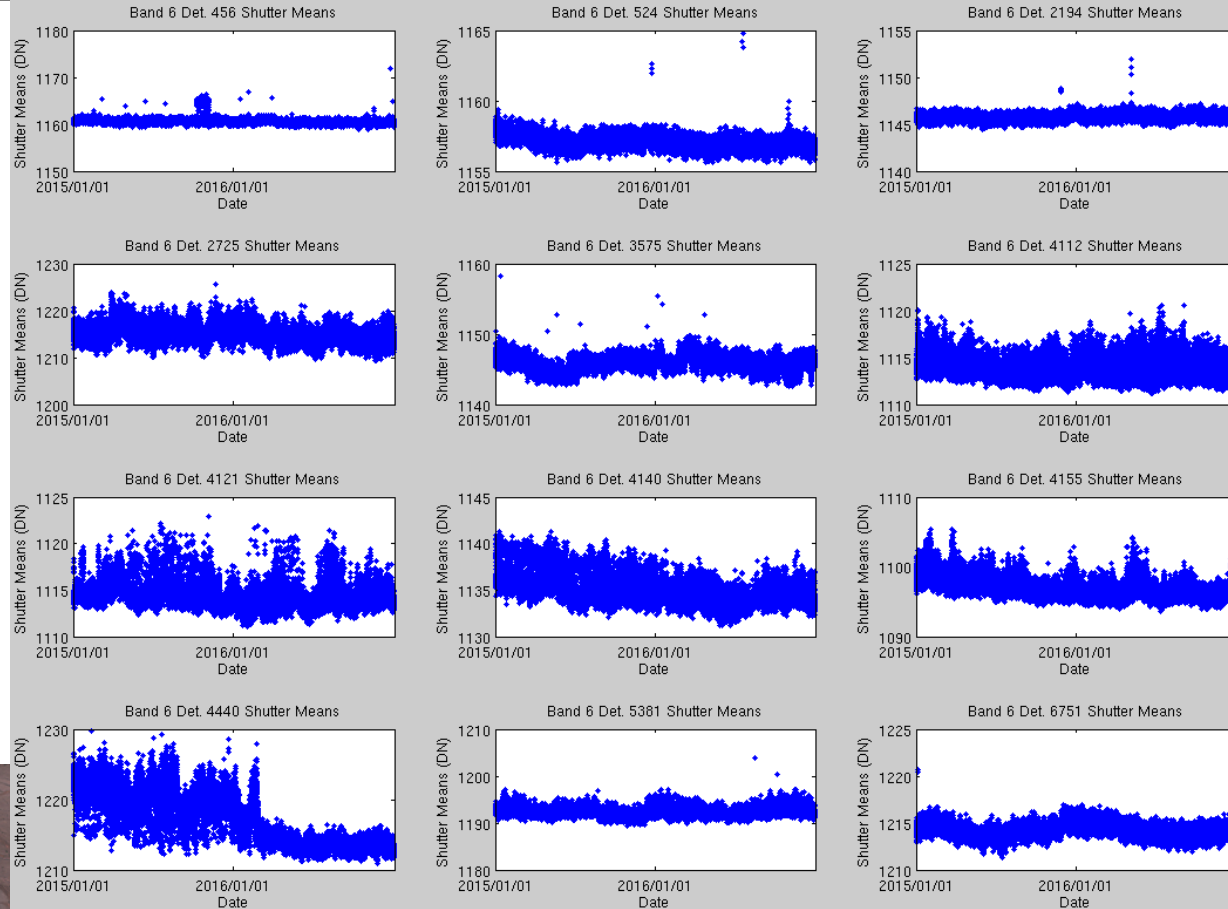 Band 6 Det. 456 Shutter Means
Shutter Means (DN)
1180
1170
1160
1150
2015/01/01
2016/01/01
Date
Band 6 Det. 524 Shutter Means
Shutter Means (DN)
1165
1160
1155
2015/01/01
2016/01/01
Date
Band 6 Det. 2194 Shutter Means
Shutter Means (DN)
1155
1150
1145
1140
2015/01/01
2016/01/01
Date
Band 6 Det. 2725 Shutter Means
Shutter Means (DN)
1230
1220
1210
1200
2015/01/01
2016/01/01
Date
Band 6 Det. 3575 Shutter Means
Shutter Means (DN)
1160
1150
1140
2015/01/01
2016/01/01
Date
Band 6 Det. 4112 Shutter Means
Shutter Means (DN)
1125
1120
1115
1110
2015/01/01
2016/01/01
Date
Band 6 Det. 4121 Shutter Means
Shutter Means (DN)
1125
1120
1115
1110
2015/01/01
2016/01/01
Date
Band 6 Det. 4140 Shutter Means
Shutter Means (DN)
1145
1140
1135
1130
2015/01/01
2016/01/01
Date
Band 6 Det. 4155 Shutter Means
Shutter Means (DN)
1110
1100
1090
2015/01/01
2016/01/01
Date
Band 6 Det. 4440 Shutter Means
Shutter Means (DN)
1230
1220
1210
2015/01/01
2016/01/01
Date
Band 6 Det. 5381 Shutter Means
Shutter Means (DN)
1210
1200
1190
1180
2015/01/01
2016/01/01
Date
Band 6 Det. 6751 Shutter Means
Shutter Means (DN)
1225
1220
1215
1210
2015/01/01
2016/01/01
Date